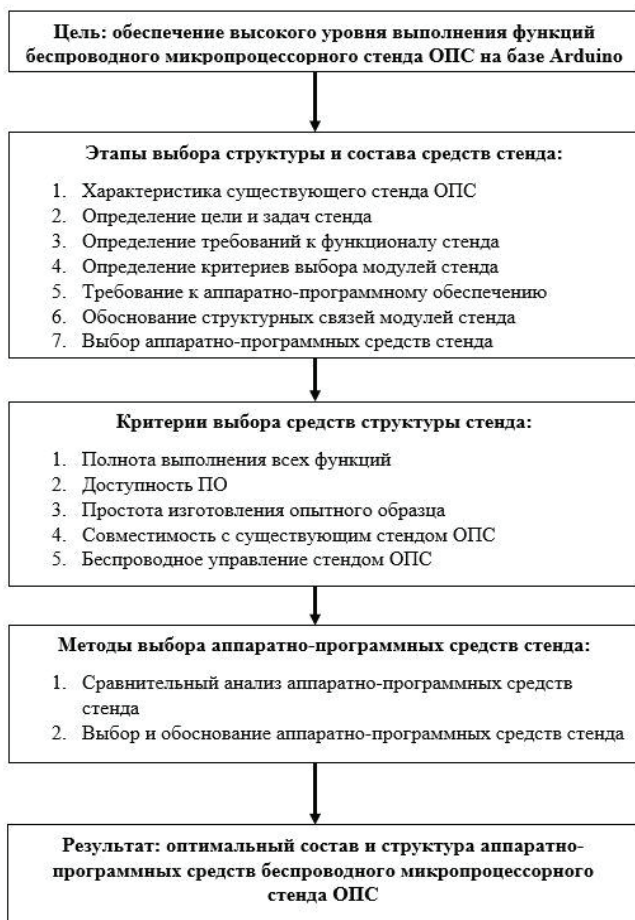 Цель: обеспечение высокого уровня выполнения функций
беспроводного микропроцессорного стенда ОПС на базе Arduino
Этапы выбора структуры и состава средств стенда:
1. Характеристика существующего стенда ОПС
2. Определение цели и задач стенда
3. Определение требований к функционалу стенда
4. Определение критериев выбора модулей стенда
5. Требование к аппаратно-программному обеспечению
6. Обоснование структурных связей модулей стенда
7. Выбор аппаратно-программных средств стенда
Критерии выбора средств структуры стенда:
1. Полнота выполнения всех функций
2. Доступность ПО
3. Простота изготовления опытного образца
4. Совместимость с существующим стендом ОПС
5. Беспроводное управление стендом ОПС
Методы выбора аппаратно-программных средств стенда:
1. Сравнительный анализ аппаратно-программных средств
стенда
2. Выбор и обоснование аппаратно-программных средств стенда
Результат: оптимальный состав и структура аппаратно-
программных средств беспроводного микропроцессорного
стенда ОПС